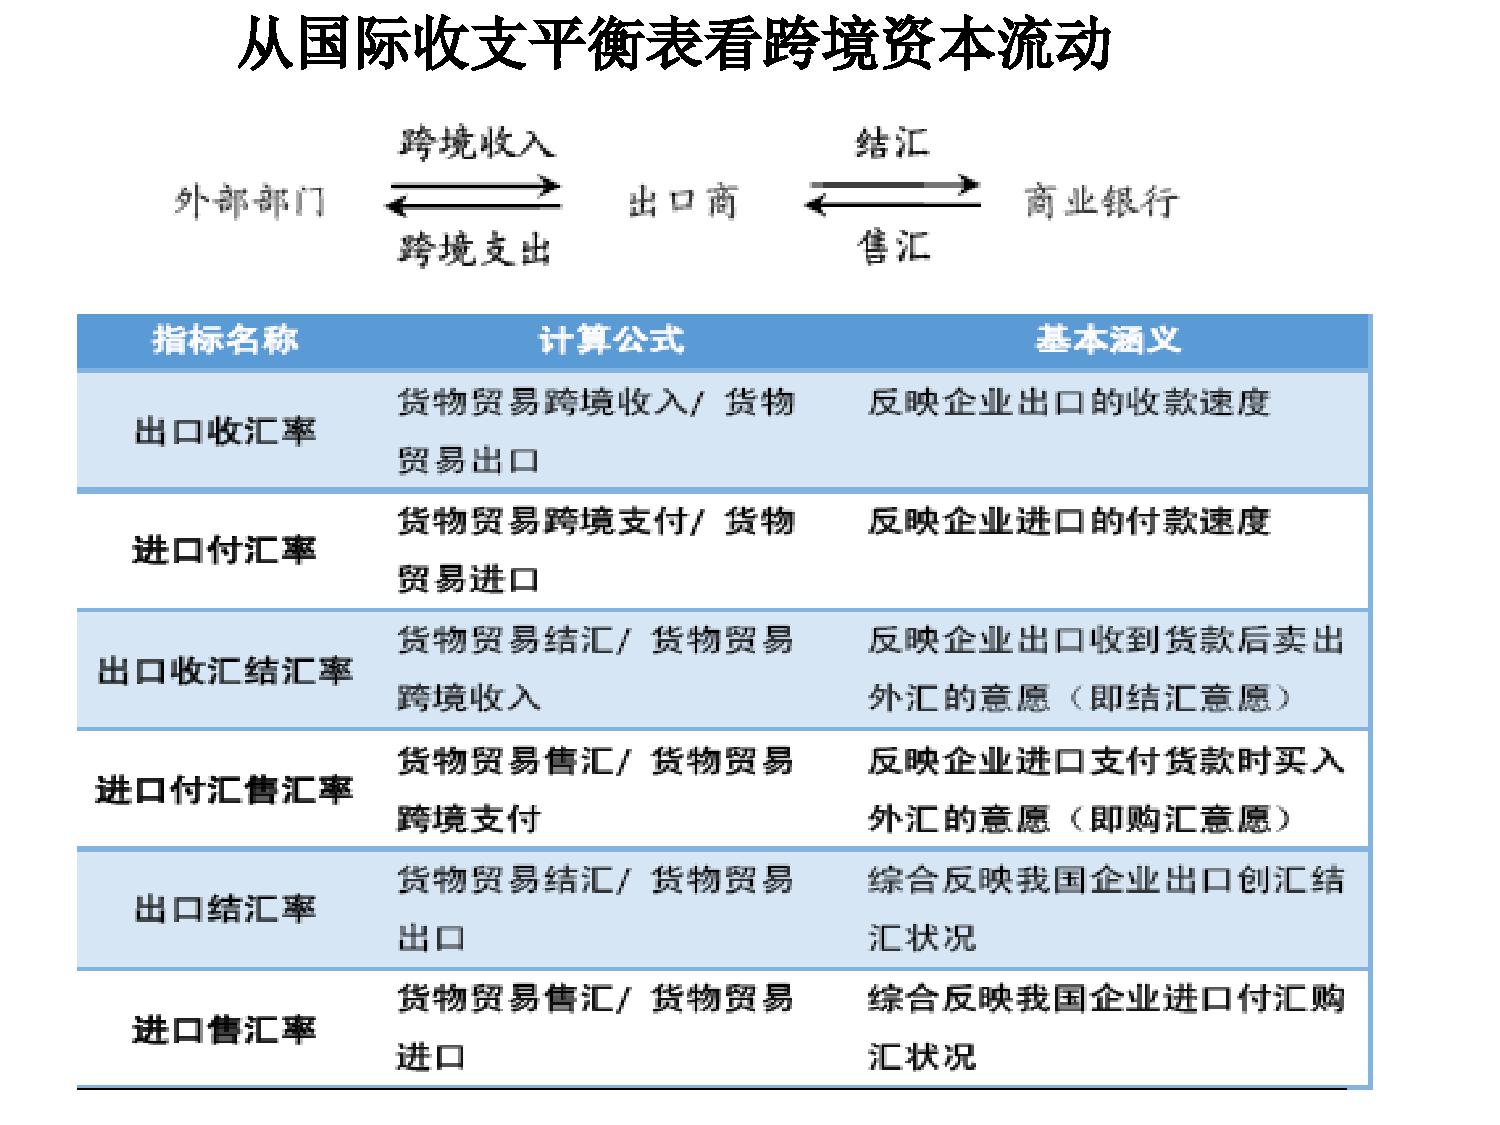 从国际收支平衡表看跨境资本流动
跨境收入 结汇
外部部门 出口商 商业银行
跨境支出 售汇
指标名称 计算公式 基本涵义
出口收汇率 货物贸易跨境收入/ 货物 反映企业出口的收款速度
贸易出口
进口付汇率 货物贸易跨境支付/ 货物 反映企业进口的付款速度
贸易进口
出口收汇结汇率 货物贸易结汇/ 货物贸易 反映企业出口收到货款后卖出
跨境收入 外汇的意愿（即结汇意愿）
进口付汇售汇率 货物贸易售汇/ 货物贸易 反映企业进口支付货款时买入
跨境支付 外汇的意愿（即购汇意愿）
出口结汇率 货物贸易结汇/ 货物贸易 综合反映我国企业出口创汇结
出口 汇状况
进口售汇率 货物贸易售汇/ 货物贸易 综合反映我国企业进口付汇购
进口 汇状况